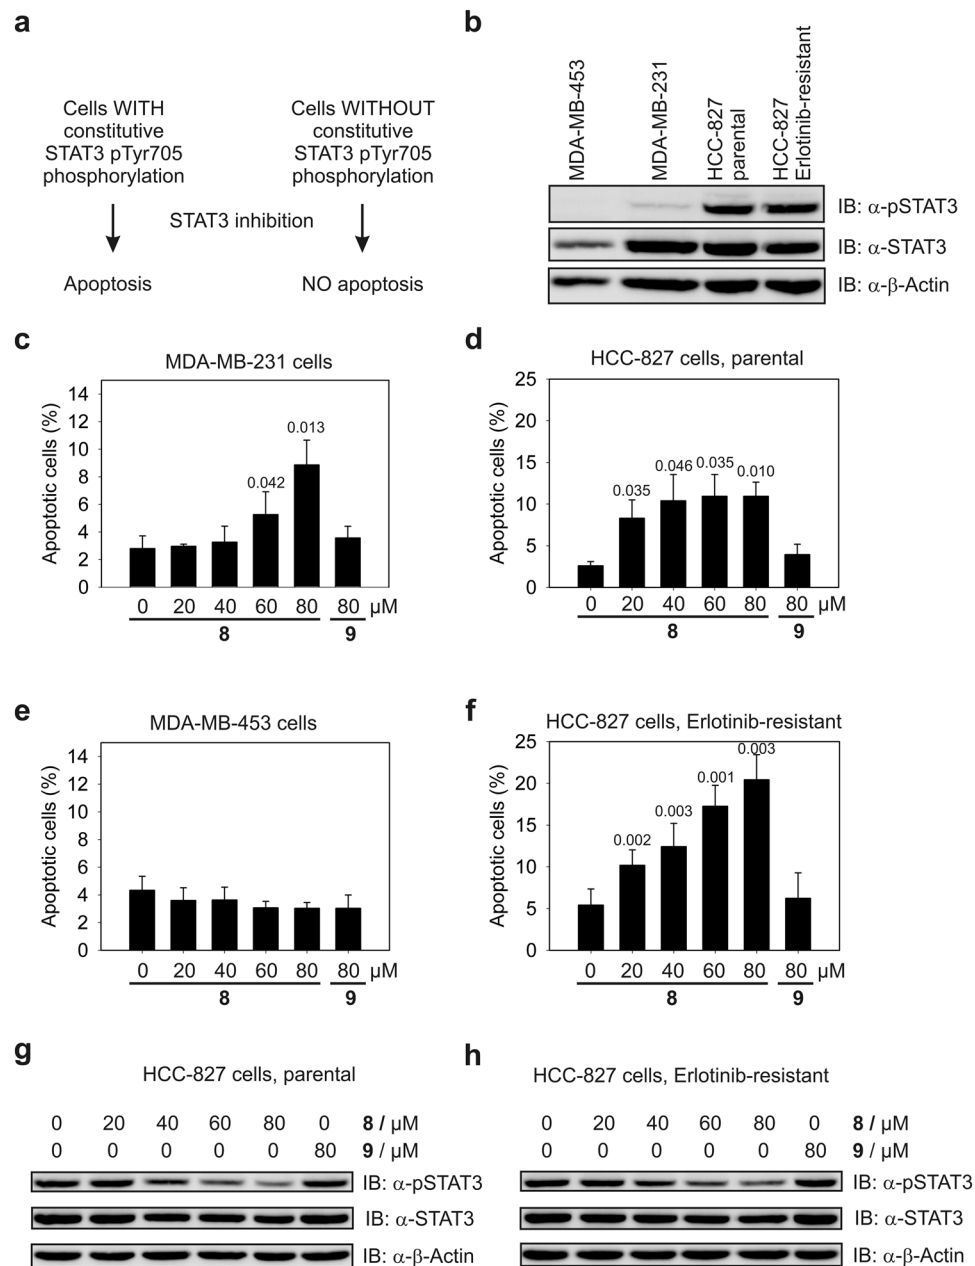 a
Cells WITH
constitutive
STAT3 pTyr705
phosphorylation
Cells WITHOUT
constitutive
STAT3 pTyr705
phosphorylation
STAT3 inhibition
Apoptosis
NO apoptosis
b
MDA-MB-453
MDA-MB-231
HCC-827
parental
HCC-827
Erlotinib-resistant
IB: α-pSTAT3
IB: α-STAT3
IB: α-β-Actin
c
MDA-MB-231 cells
Apoptotic cells (%)
14
12
10
8
6
4
2
0
0.042
0.013
0 20 40 60 80 80 µM
8 9
d
HCC-827 cells, parental
Apoptotic cells (%)
25
20
15
10
5
0
0.035 0.046 0.035 0.010
0 20 40 60 80 80 µM
8 9
e
MDA-MB-453 cells
Apoptotic cells (%)
14
12
10
8
6
4
2
0
0 20 40 60 80 80 µM
8 9
f
HCC-827 cells, Erlotinib-resistant
Apoptotic cells (%)
25
20
15
10
5
0
0.002 0.003 0.001 0.003
0 20 40 60 80 80 µM
8 9
g
HCC-827 cells, parental
0 20 40 60 80 0 8 / µM
0 0 0 0 0 80 9 / µM
IB: α-pSTAT3
IB: α-STAT3
IB: α-β-Actin
h
HCC-827 cells, Erlotinib-resistant
0 20 40 60 80 0 8 / µM
0 0 0 0 0 80 9 / µM
IB: α-pSTAT3
IB: α-STAT3
IB: α-β-Actin